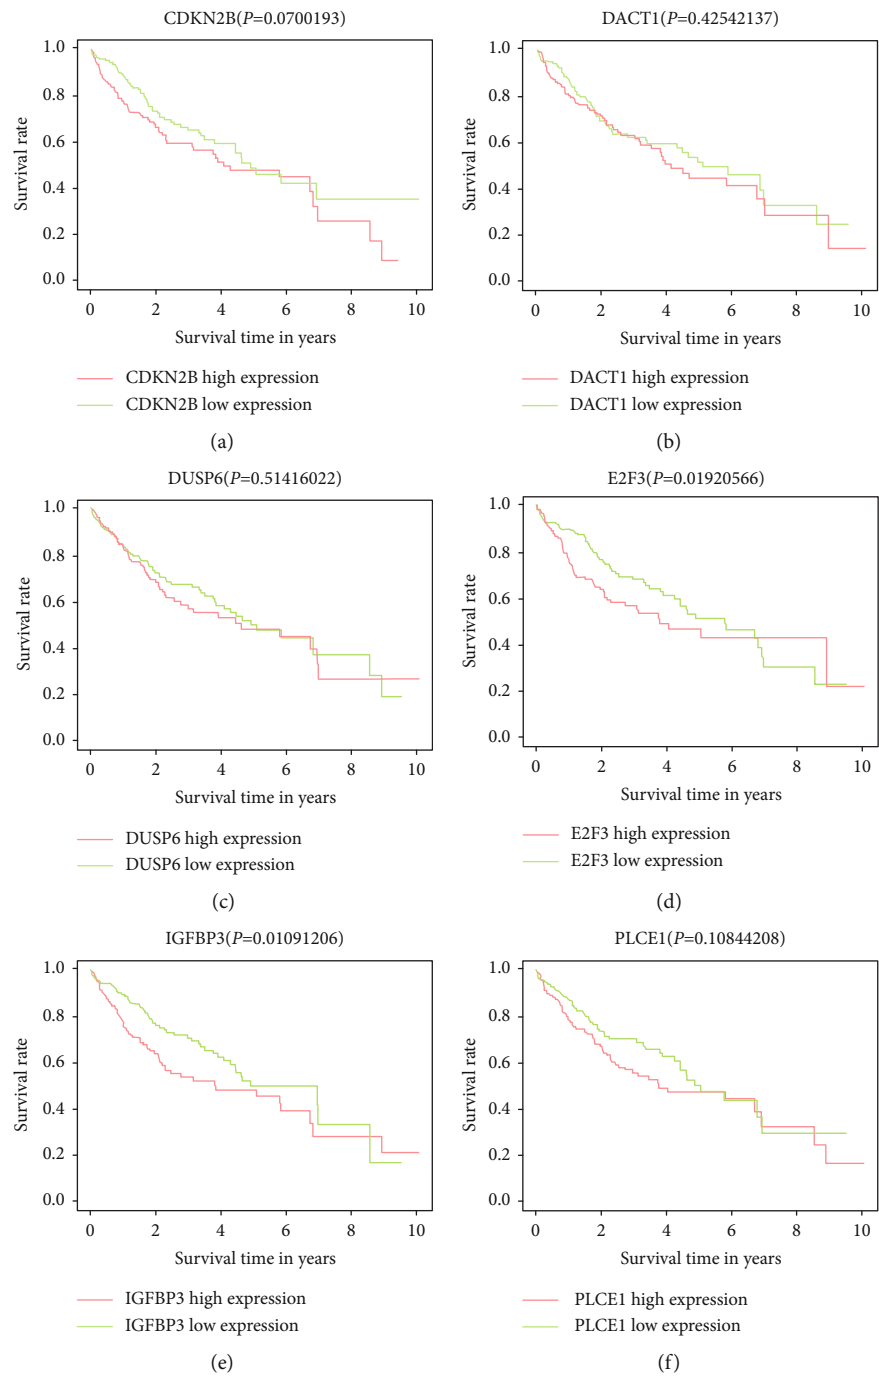 CDKN2B(P=0.0700193)
1.0
0.8
0.6
0.4
0.2
0.0
Survival rate
0 2 4 6 8 10
Survival time in years
CDKN2B high expression
CDKN2B low expression
(a)
DACT1(P=0.42542137)
1.0
0.8
0.6
0.4
0.2
0.0
Survival rate
0 2 4 6 8 10
Survival time in years
DACT1 high expression
DACT1 low expression
(b)
DUSP6(P=0.51416022)
1.0
0.8
0.6
0.4
0.2
0.0
Survival rate
0 2 4 6 8 10
Survival time in years
DUSP6 high expression
DUSP6 low expression
(c)
E2F3(P=0.01920566)
1.0
0.8
0.6
0.4
0.2
0.0
Survival rate
0 2 4 6 8 10
Survival time in years
E2F3 high expression
E2F3 low expression
(d)
IGFBP3(P=0.01091206)
1.0
0.8
0.6
0.4
0.2
0.0
Survival rate
0 2 4 6 8 10
Survival time in years
IGFBP3 high expression
IGFBP3 low expression
(e)
PLCE1(P=0.10844208)
1.0
0.8
0.6
0.4
0.2
0.0
Survival rate
0 2 4 6 8 10
Survival time in years
PLCE1 high expression
PLCE1 low expression
(f)